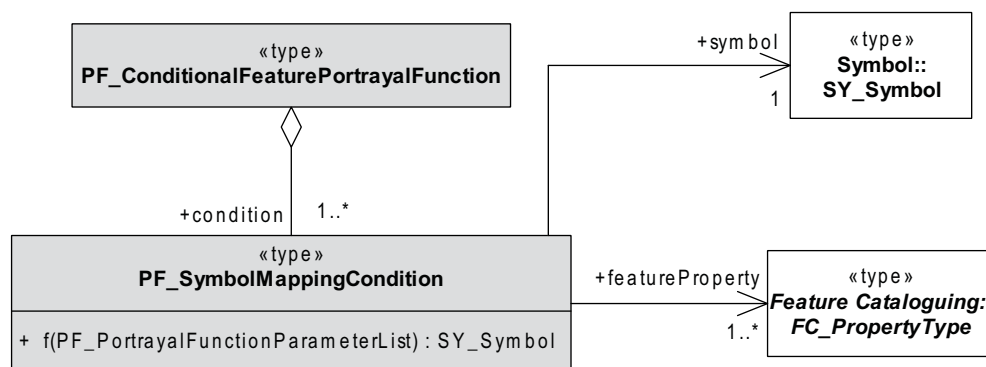 «type»
PF_ConditionalFeaturePortrayalFunction
+symbol
1
«type»
Symbol::
SY_Symbol
+condition
1..*
«type»
PF_SymbolMappingCondition
+ f(PF_PortrayalFunctionParameterList) : SY_Symbol
+featureProperty
1..*
«type»
Feature Cataloguing:
FC_PropertyType